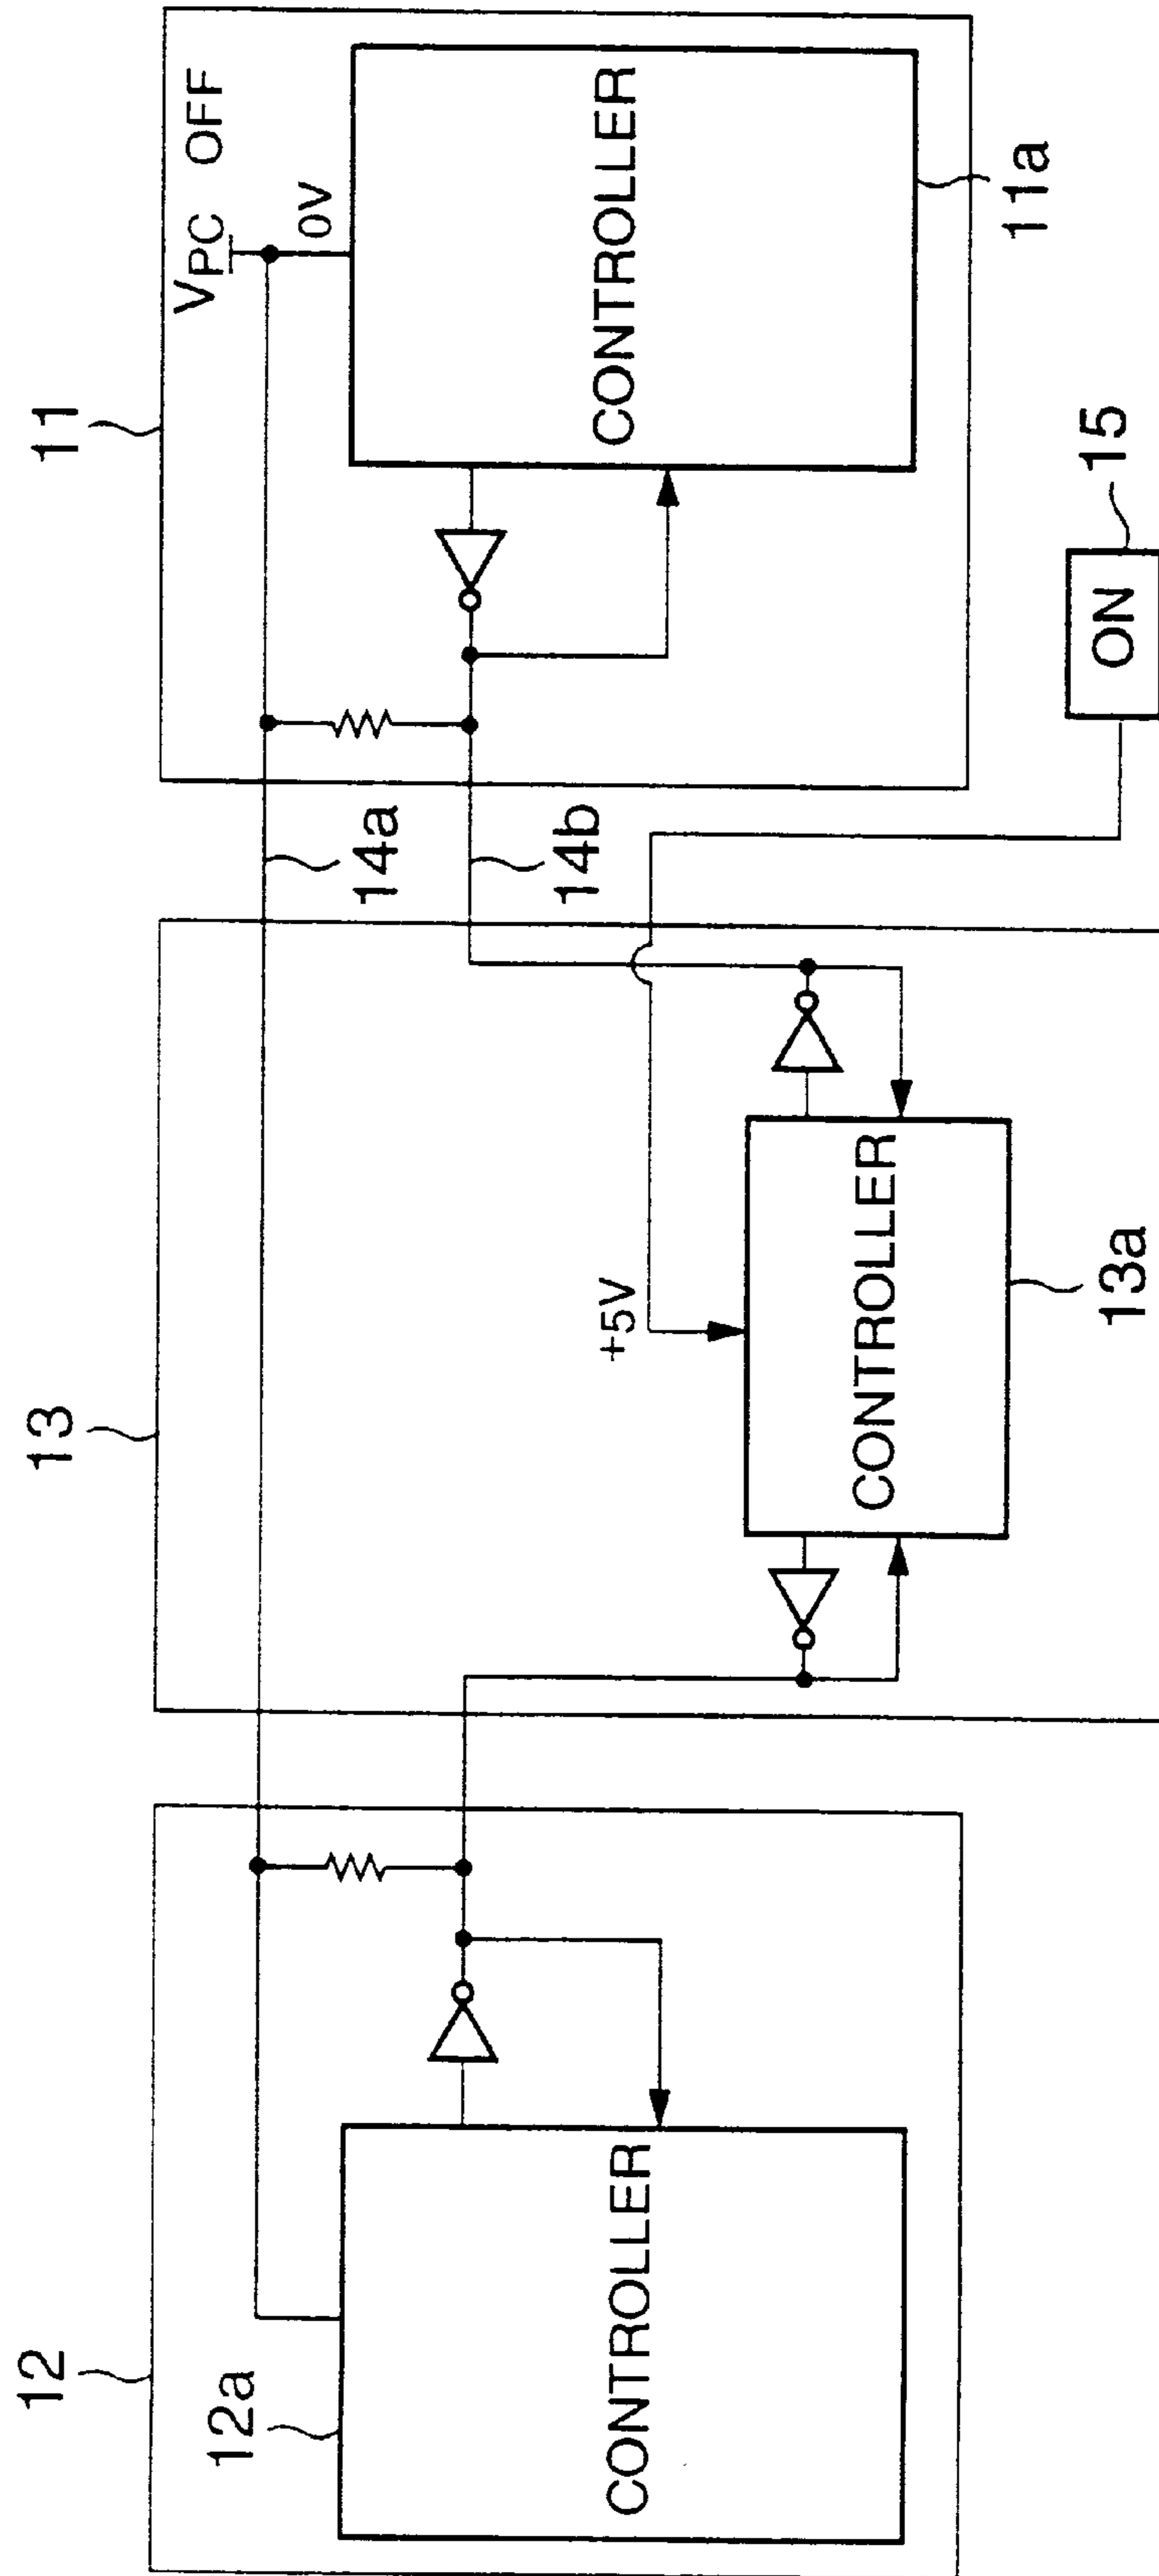 12
13
11
12a
CONTROLLER
14a
14b
+5V
CONTROLLER
13a
VPC OFF
0V
CONTROLLER
11a
ON
15